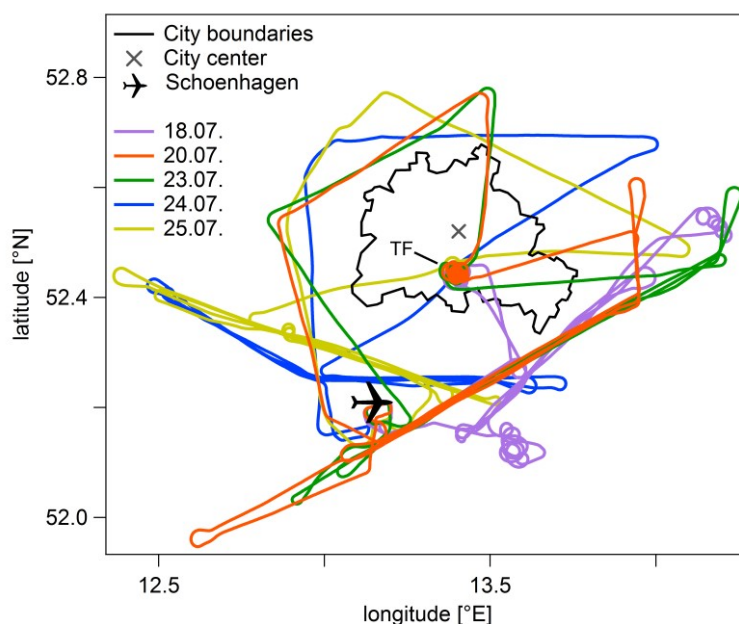 City boundaries
City center
Schoenhagen
18.07.
20.07.
23.07.
24.07.
25.07.
TF
52.8
52.4
52.0
latitude [°N]
12.5
13.5
longitude [°E]